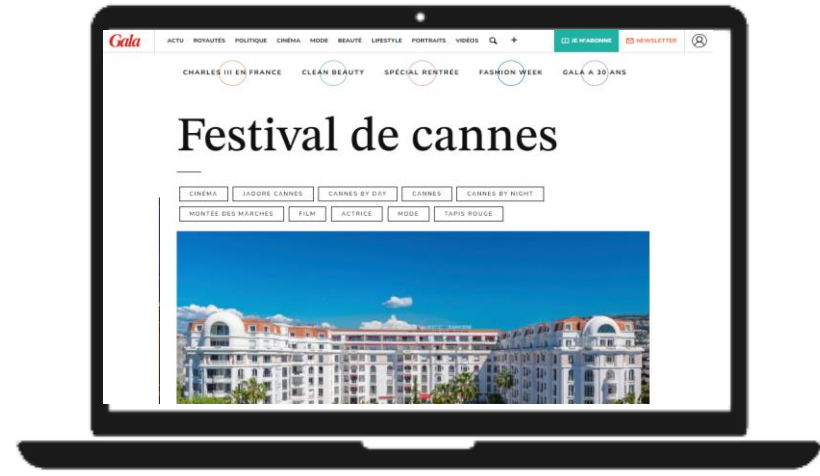 Gala ACTU ROYAUTÉS POLITIQUE CINÉMA MODE BEAUTÉ LIFESTYLE PORTRAITS VIDÉOS + JE M'ABONNE NEWSLETTER
CHARLES III EN FRANCE CLEAN BEAUTY SPÉCIAL RENTRÉE FASHION WEEK GALA A 30 ANS
Festival de cannes
CINÉMA JADORE CANNES CANNES BY DAY CANNES CANNES BY NIGHT
MONTÉE DES MARCHES FILM ACTRICE MODE TAPIS ROUGE